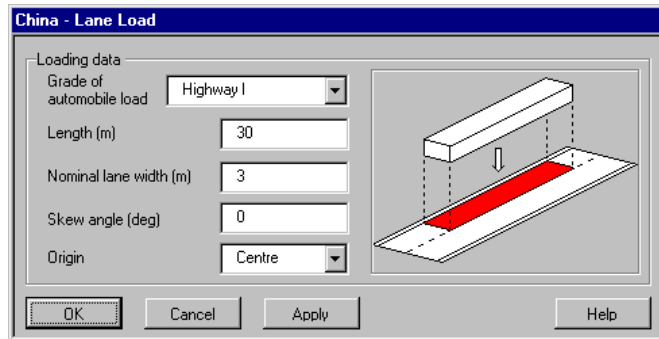 China - Lane Load
Loading data
Grade of
automobile load
Highway I
Length (m)
30
Nominal lane width (m)
3
Skew angle (deg)
0
Origin
Centre
OK
Cancel
Apply
Help